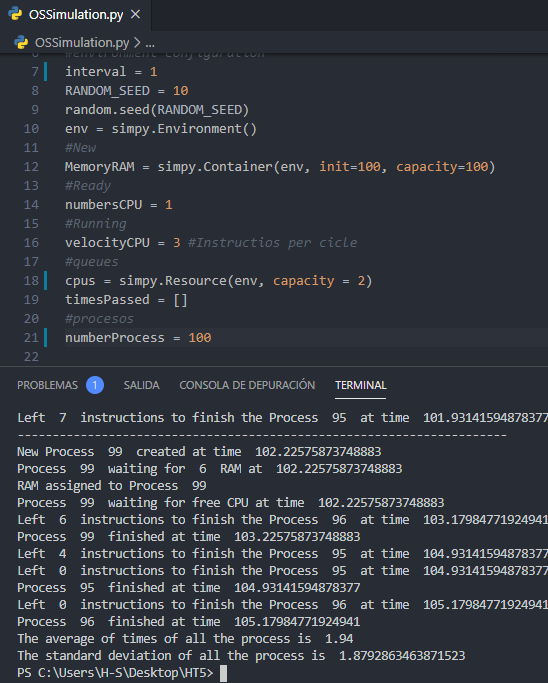 OSSimulation.py ×
OSSimulation.py > ...
6 #environment configuration
7 interval = 1
8 RANDOM_SEED = 10
9 random.seed(RANDOM_SEED)
10 env = simpy.Environment()
11 #New
12 MemoryRAM = simpy.Container(env, init=100, capacity=100)
13 #Ready
14 numbersCPU = 1
15 #Running
16 velocityCPU = 3 #Instructios per cicle
17 #queues
18 cpus = simpy.Resource(env, capacity = 2)
19 timesPassed = []
20 #procesos
21 numberProcess = 100
22
PROBLEMAS 1 SALIDA CONSOLA DE DEPURACIÓN TERMINAL
Left 7 instructions to finish the Process 95 at time 101.93141594878377
----------------------------------------------------------------------
New Process 99 created at time 102.22575873748883
Process 99 waiting for 6 RAM at 102.22575873748883
RAM assigned to Process 99
Process 99 waiting for free CPU at time 102.22575873748883
Left 6 instructions to finish the Process 96 at time 103.17984771924941
Process 99 finished at time 103.22575873748883
Left 4 instructions to finish the Process 95 at time 104.93141594878377
Left 0 instructions to finish the Process 95 at time 104.93141594878377
Process 95 finished at time 104.93141594878377
Left 0 instructions to finish the Process 96 at time 105.17984771924941
Process 96 finished at time 105.17984771924941
The average of times of all the process is 1.94
The standard deviation of all the process is 1.8792863463871523
PS C:\Users\H-S\Desktop\HT5>